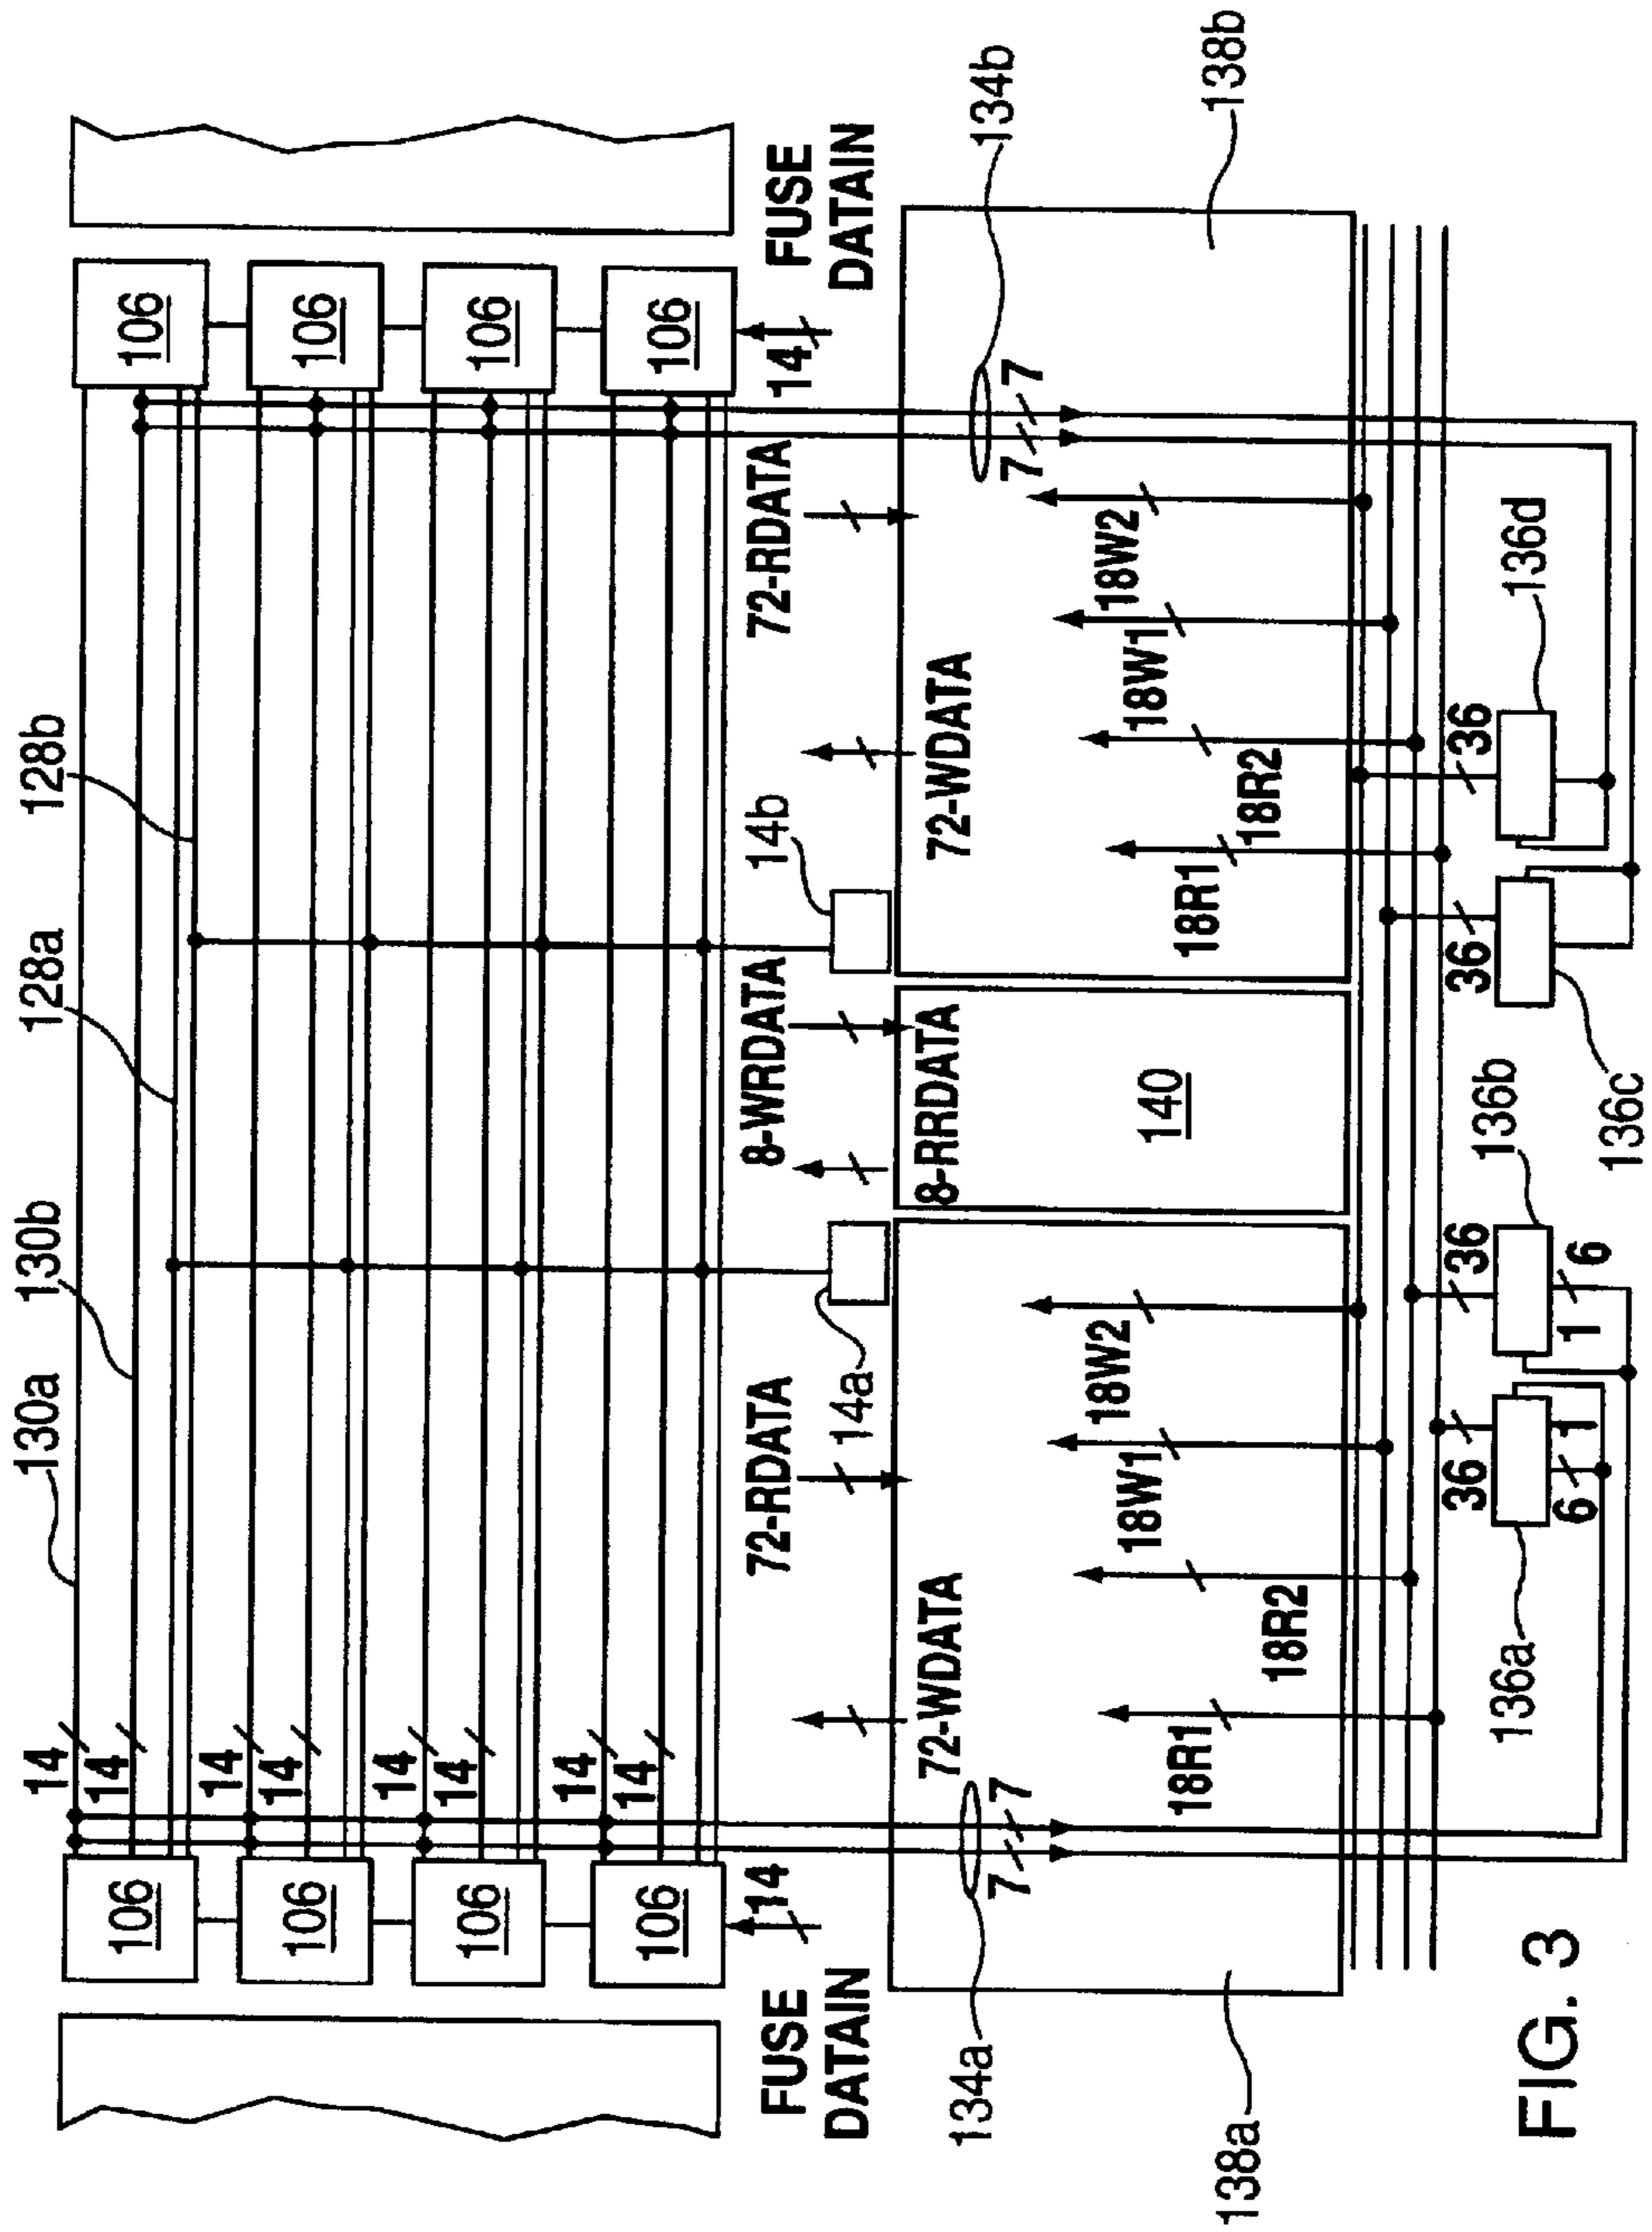 130a
130b
128a
128b
14
14
14
14
14
14
14
14
106
106
106
106
106
106
106
106
FUSE
DATAIN
14
72-RDATA
14a
8-WRDATA
14b
72-RDATA
14
FUSE
DATAIN
134a
7
7
72-WDATA
18R1
18R2
18W1
18W2
8-RRDATA
140
72-WDATA
18R1
18R2
18W1
18W2
7
7
134b
138a
138b
136a
36
6
1
36
1
6
136b
136c
36
36
136d
FIG. 3